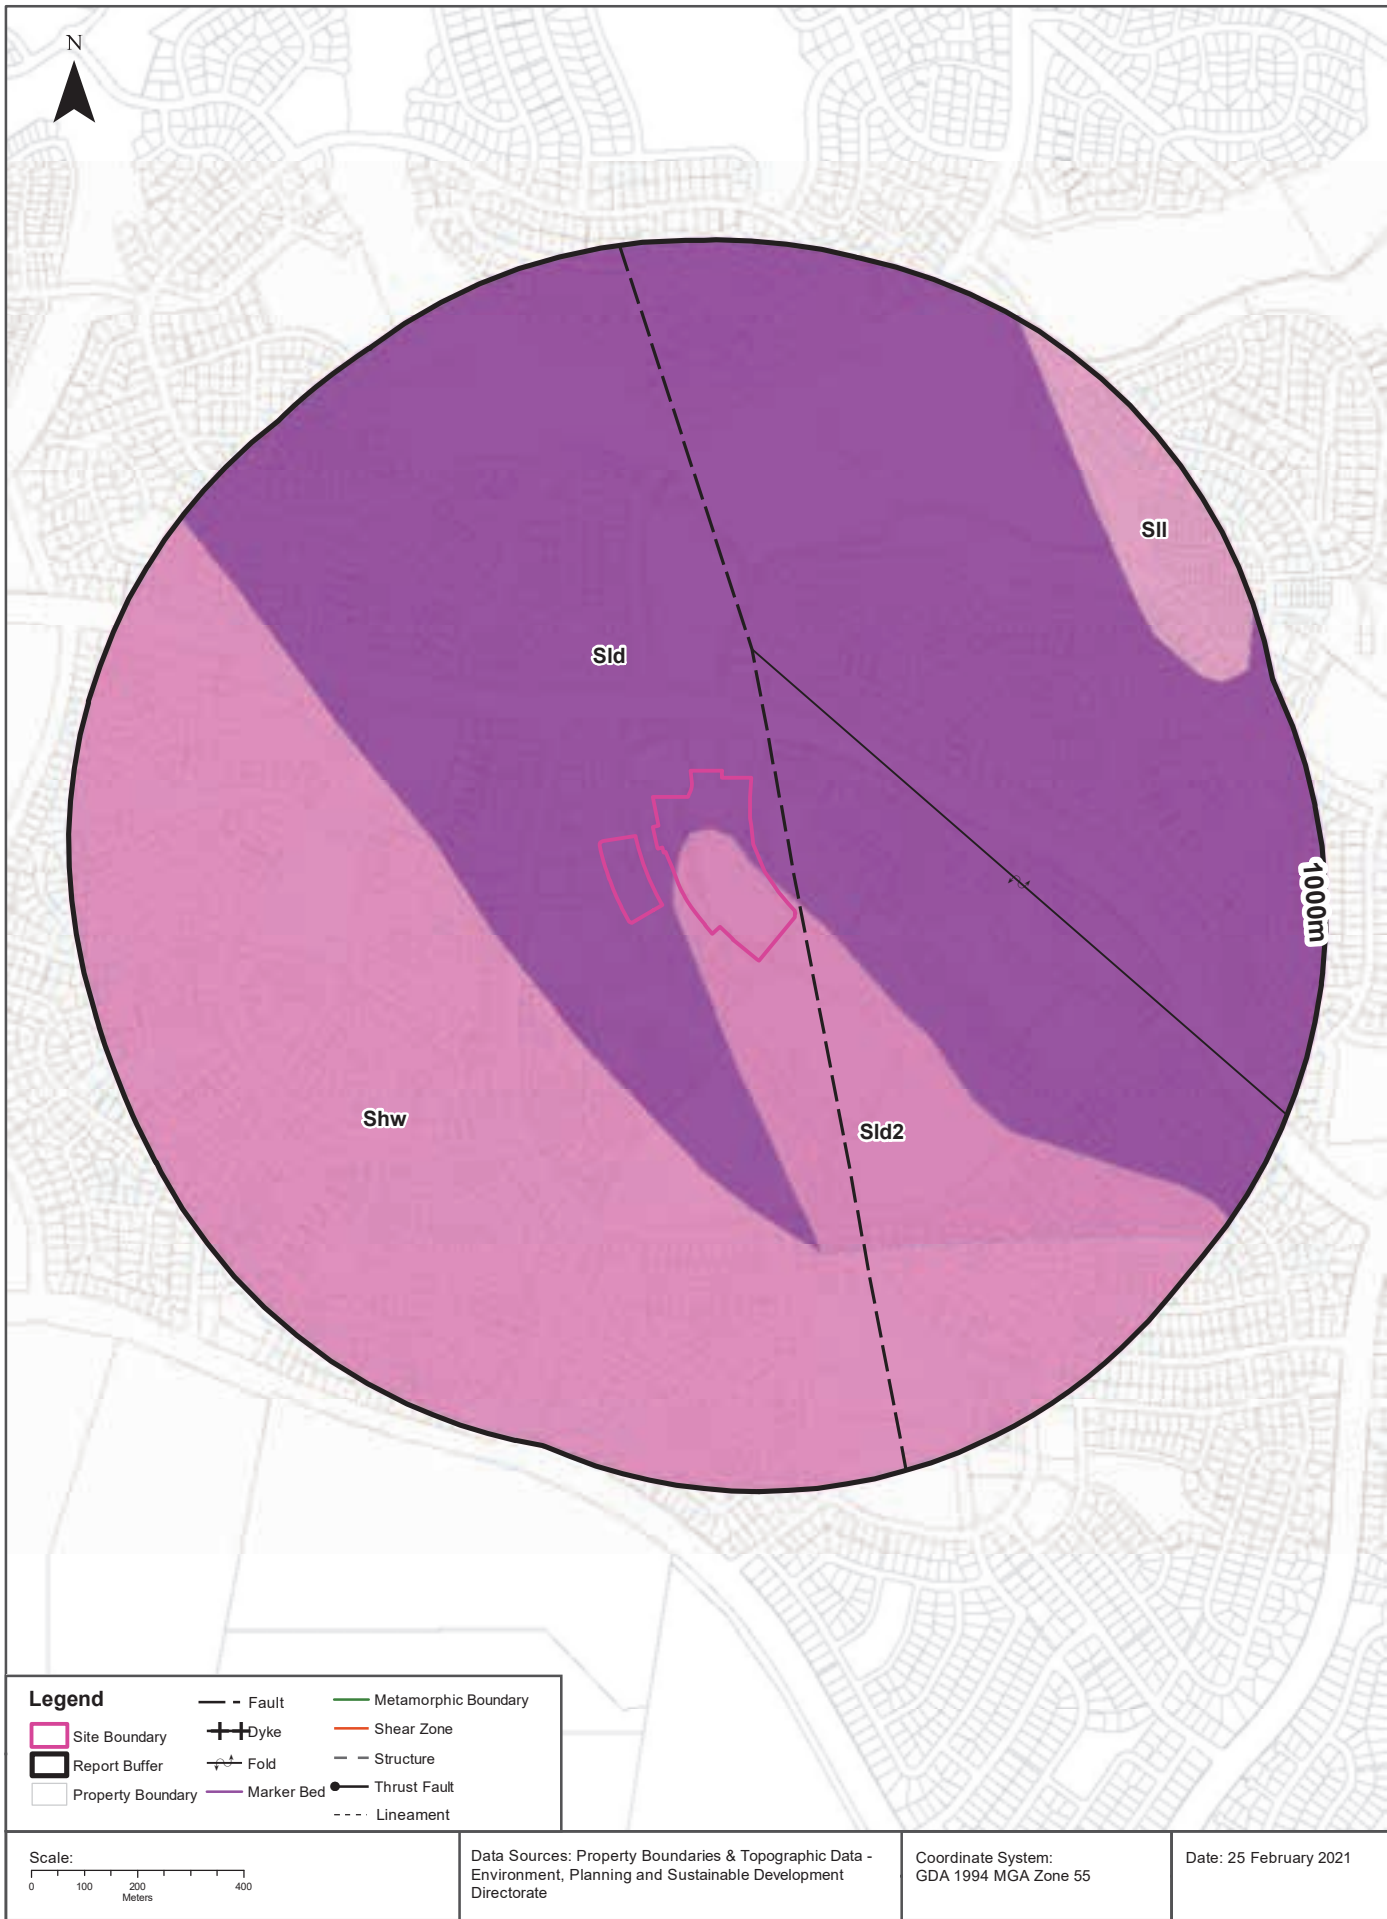 N
Sll
Sld
1000m
Shw
Sld2
Legend
Site Boundary
Report Buffer
Property Boundary
Fault
Dyke
Fold
Marker Bed
Metamorphic Boundary
Shear Zone
Structure
Thrust Fault
Lineament
Scale:
0 100 200 400
Meters
Data Sources: Property Boundaries & Topographic Data -
Environment, Planning and Sustainable Development
Directorate
Coordinate System:
GDA 1994 MGA Zone 55
Date: 25 February 2021